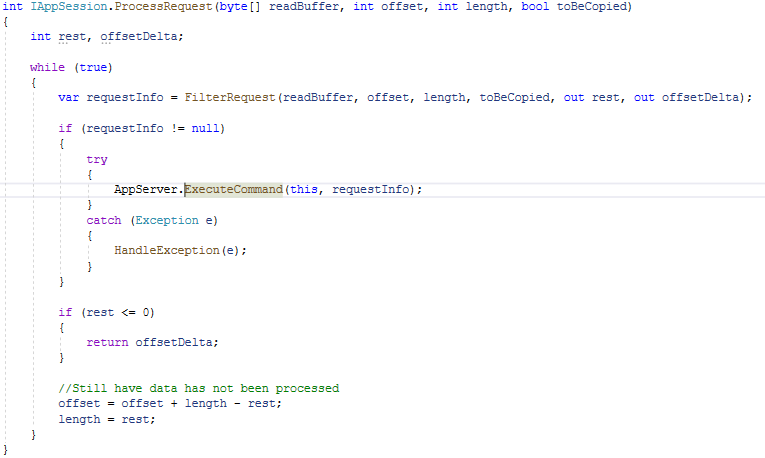 int IAppSession.ProcessRequest(byte[] readBuffer, int offset, int length, bool toBeCopied)
{
    int rest, offsetDelta;

    while (true)
    {
        var requestInfo = FilterRequest(readBuffer, offset, length, toBeCopied, out rest, out offsetDelta);

        if (requestInfo != null)
        {
            try
            {
                AppServer.ExecuteCommand(this, requestInfo);
            }
            catch (Exception e)
            {
                HandleException(e);
            }
        }

        if (rest <= 0)
        {
            return offsetDelta;
        }

        //Still have data has not been processed
        offset = offset + length - rest;
        length = rest;
    }
}